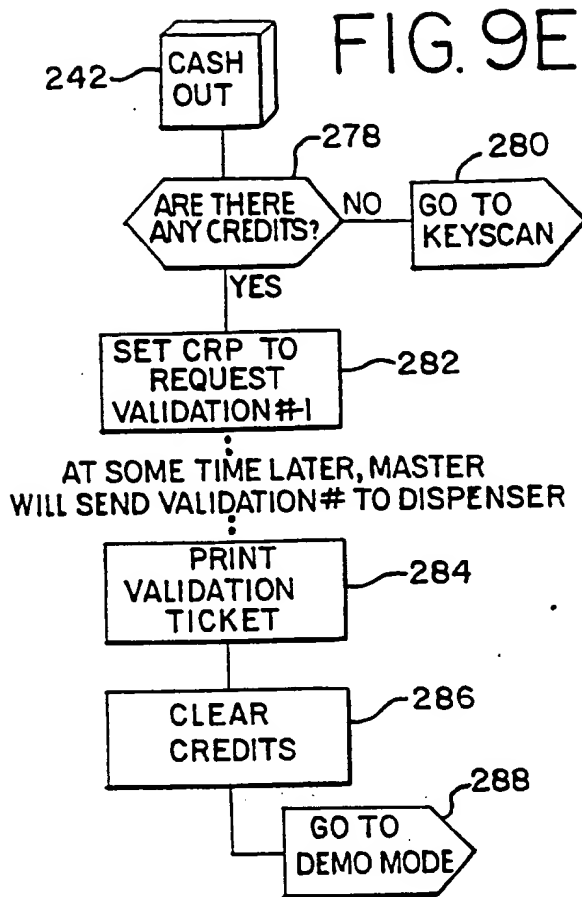 FIG. 9E
242
CASH
OUT
278
ARE THERE
ANY CREDITS?
NO
280
GO TO
KEYSCAN
YES
SET CRP TO
REQUEST
VALIDATION #-1
282
AT SOME TIME LATER, MASTER
WILL SEND VALIDATION # TO DISPENSER
PRINT
VALIDATION
TICKET
284
CLEAR
CREDITS
286
GO TO
DEMO MODE
288